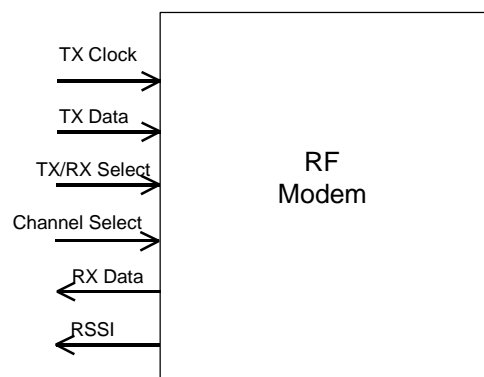 TX Clock
TX Data
TX/RX Select
Channel Select
RX Data
RSSI
RF
Modem